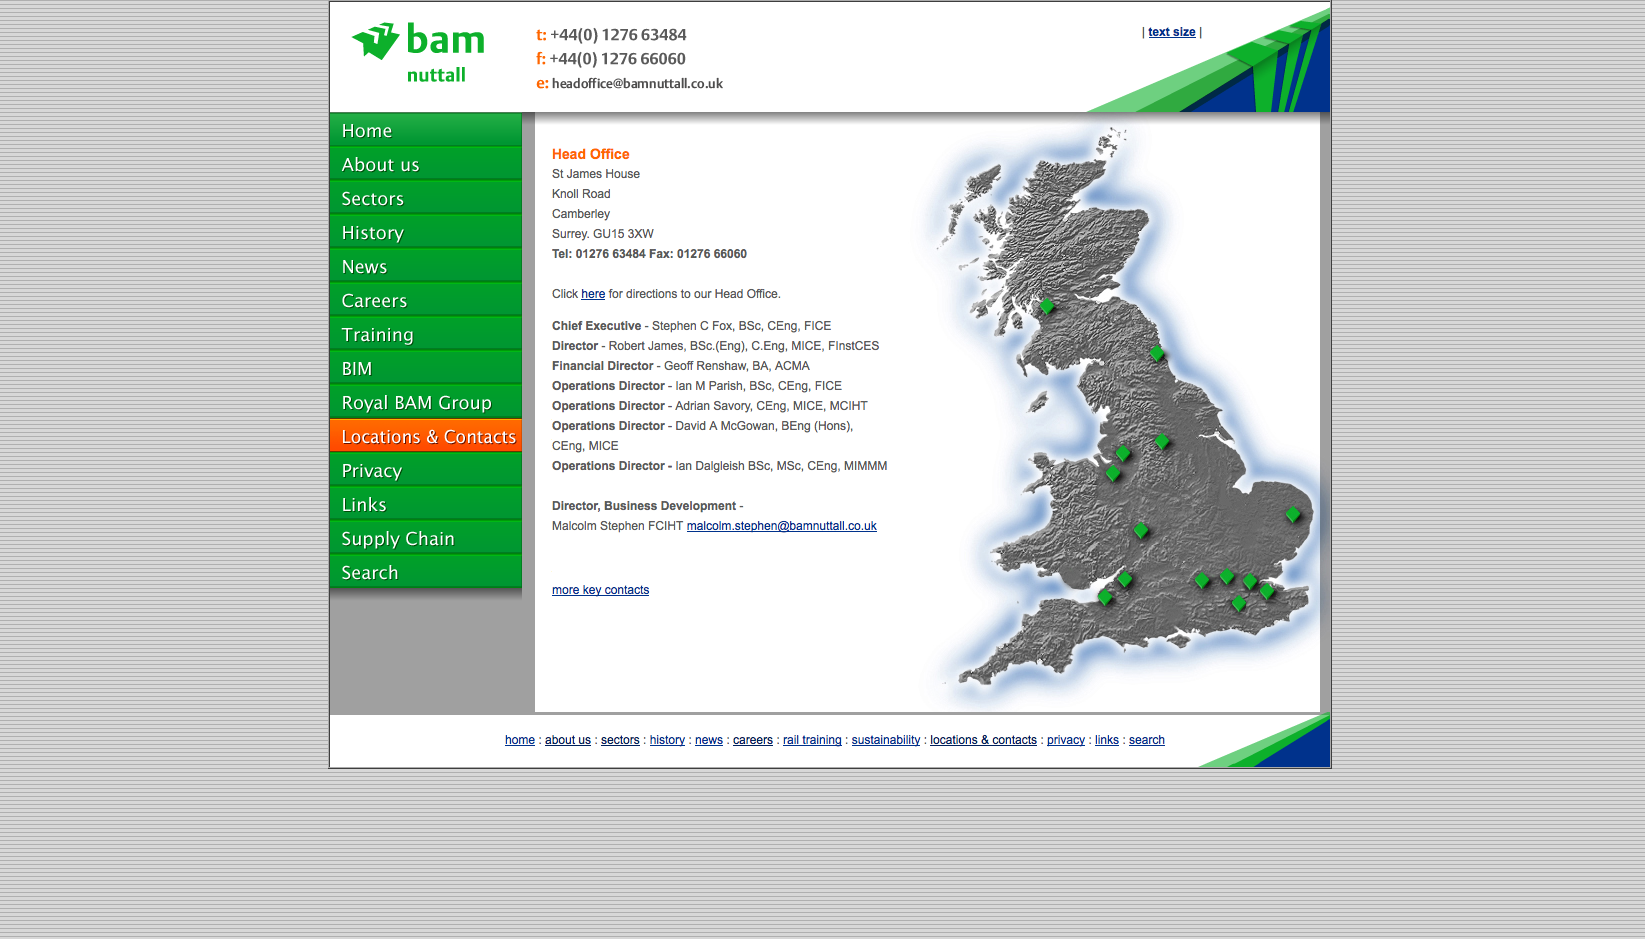 bam
nuttall
t: +44(0) 1276 63484
f: +44(0) 1276 66060
e: headoffice@bamnuttall.co.uk
| text size |
Home
About us
Sectors
History
News
Careers
Training
BIM
Royal BAM Group
Locations & Contacts
Privacy
Links
Supply Chain
Search
Head Office
St James House
Knoll Road
Camberley
Surrey. GU15 3XW
Tel: 01276 63484 Fax: 01276 66060
Click here for directions to our Head Office.
Chief Executive - Stephen C Fox, BSc, CEng, FICE
Director - Robert James, BSc.(Eng), C.Eng, MICE, FInstCES
Financial Director - Geoff Renshaw, BA, ACMA
Operations Director - Ian M Parish, BSc, CEng, FICE
Operations Director - Adrian Savory, CEng, MICE, MCIHT
Operations Director - David A McGowan, BEng (Hons),
CEng, MICE
Operations Director - Ian Dalgleish BSc, MSc, CEng, MIMMM
Director, Business Development -
Malcolm Stephen FCIHT malcolm.stephen@bamnuttall.co.uk
more key contacts
home : about us : sectors : history : news : careers : rail training : sustainability : locations & contacts : privacy : links : search